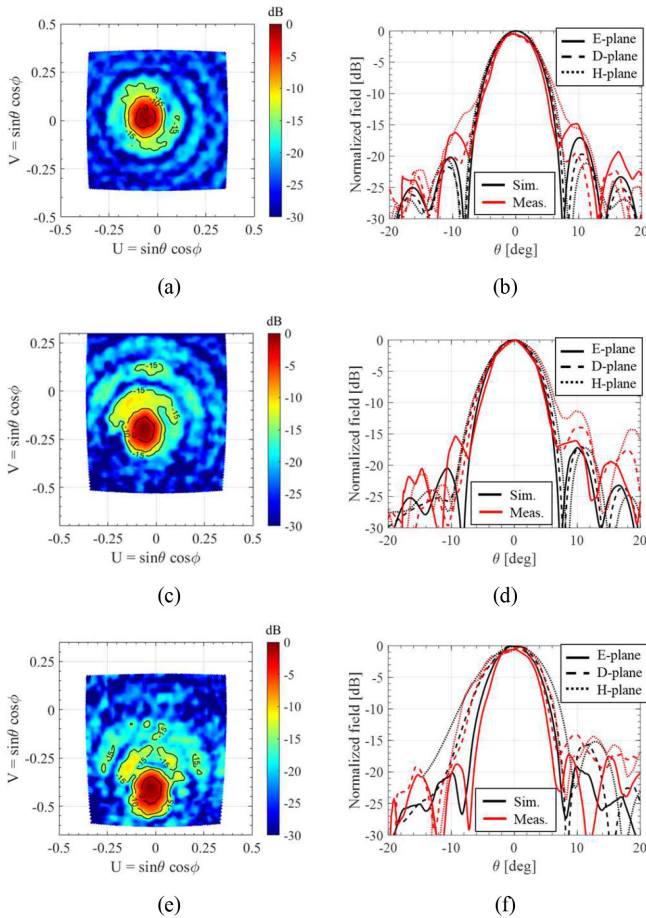 dB
0.5
0.25
0
-0.25
-0.5
V = sinθ cosϕ
-10
-15
-15
0
-5
-10
-15
-20
-25
-30
-0.5 -0.25 0 0.25 0.5
U = sinθ cosϕ
(a)
0
-5
-10
-15
-20
-25
-30
Normalized field [dB]
E-plane
D-plane
H-plane
Sim.
Meas.
-20 -10 0 10 20
θ [deg]
(b)
dB
0.25
0
-0.25
-0.5
V = sinθ cosϕ
-15
-15
0
-5
-10
-15
-20
-25
-30
-0.5 -0.25 0 0.25 0.5
U = sinθ cosϕ
(c)
0
-5
-10
-15
-20
-25
-30
Normalized field [dB]
E-plane
D-plane
H-plane
Sim.
Meas.
-20 -10 0 10 20
θ [deg]
(d)
dB
0.25
0
-0.25
-0.5
V = sinθ cosϕ
-15
-15
0
-5
-10
-15
-20
-25
-30
-0.5 -0.25 0 0.25 0.5
U = sinθ cosϕ
(e)
0
-5
-10
-15
-20
-25
-30
Normalized field [dB]
E-plane
D-plane
H-plane
Sim.
Meas.
-20 -10 0 10 20
θ [deg]
(f)